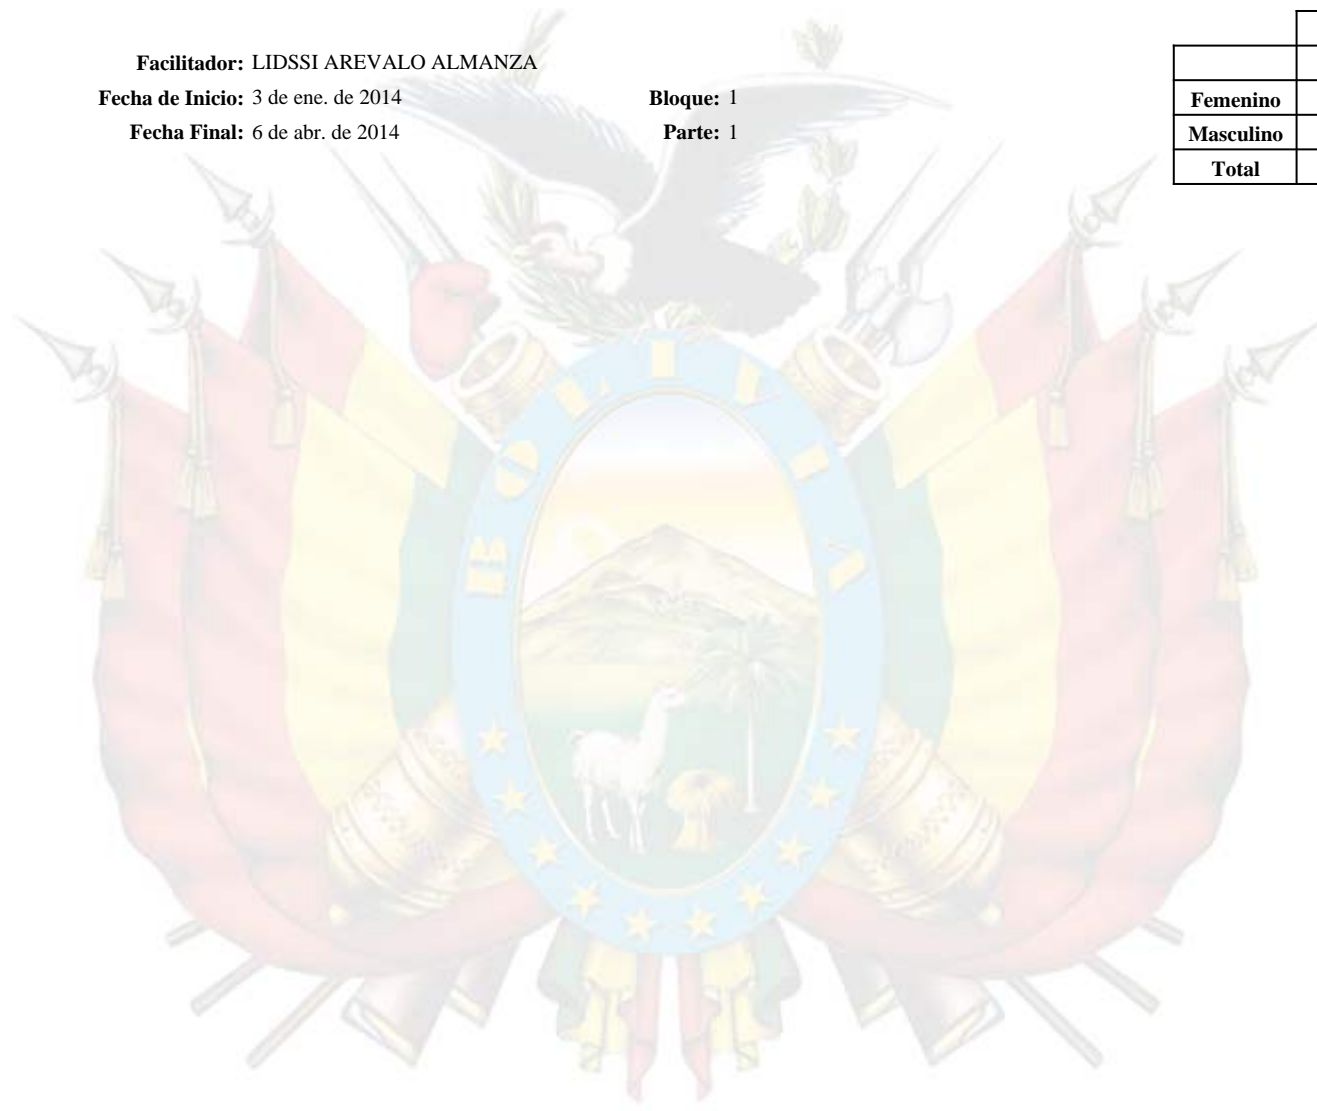 Facilitador: LIDSSI AREVALO ALMANZA
Fecha de Inicio: 3 de ene. de 2014 Bloque: 1
Fecha Final: 6 de abr. de 2014 Parte: 1
Femenino
Masculino
Total
BOLIVIA